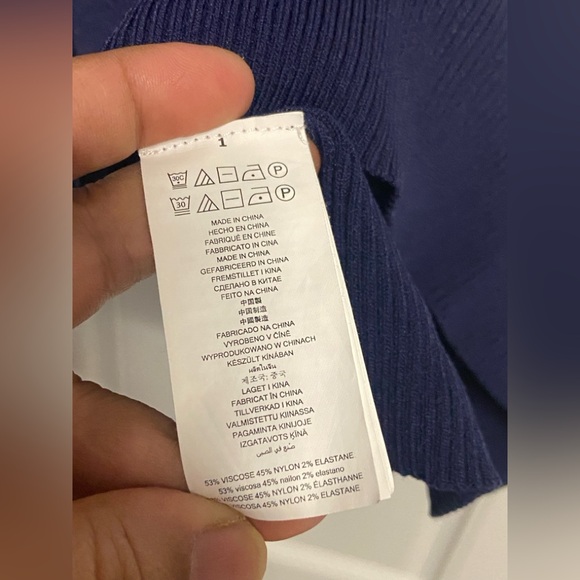 1
30C P
30 P
MADE IN CHINA
HECHO EN CHINA
FABRIQUÉ EN CHINE
FABBRICATO IN CINA
MADE IN CHINA
GEFABRICEERD IN CHINA
FREMSTILLET I KINA
СДЕЛАНО В КИТАЕ
FEITO NA CHINA
中国製
中国制造
中國製造
FABRICADO NA CHINA
VYROBENO V ČÍNĚ
WYPRODUKOWANO W CHINACH
KÉSZÜLT KÍNÁBAN
ผลิตในจีน
제조국: 중국
LAGET I KINA
FABRICAT ÎN CHINA
TILLVERKAD I KINA
VALMISTETTU KIINASSA
PAGAMINTA KINIJOJE
IZGATAVOTS ĶĪNĀ
صنع في الصين
53% VISCOSE 45% NYLON 2% ELASTANE
53% viscosa 45% nailon 2% elastano
VISCOSE 45% NYLON 2% ELASTHANNE
VISCOSE 45% NYLON 2% ELASTANE